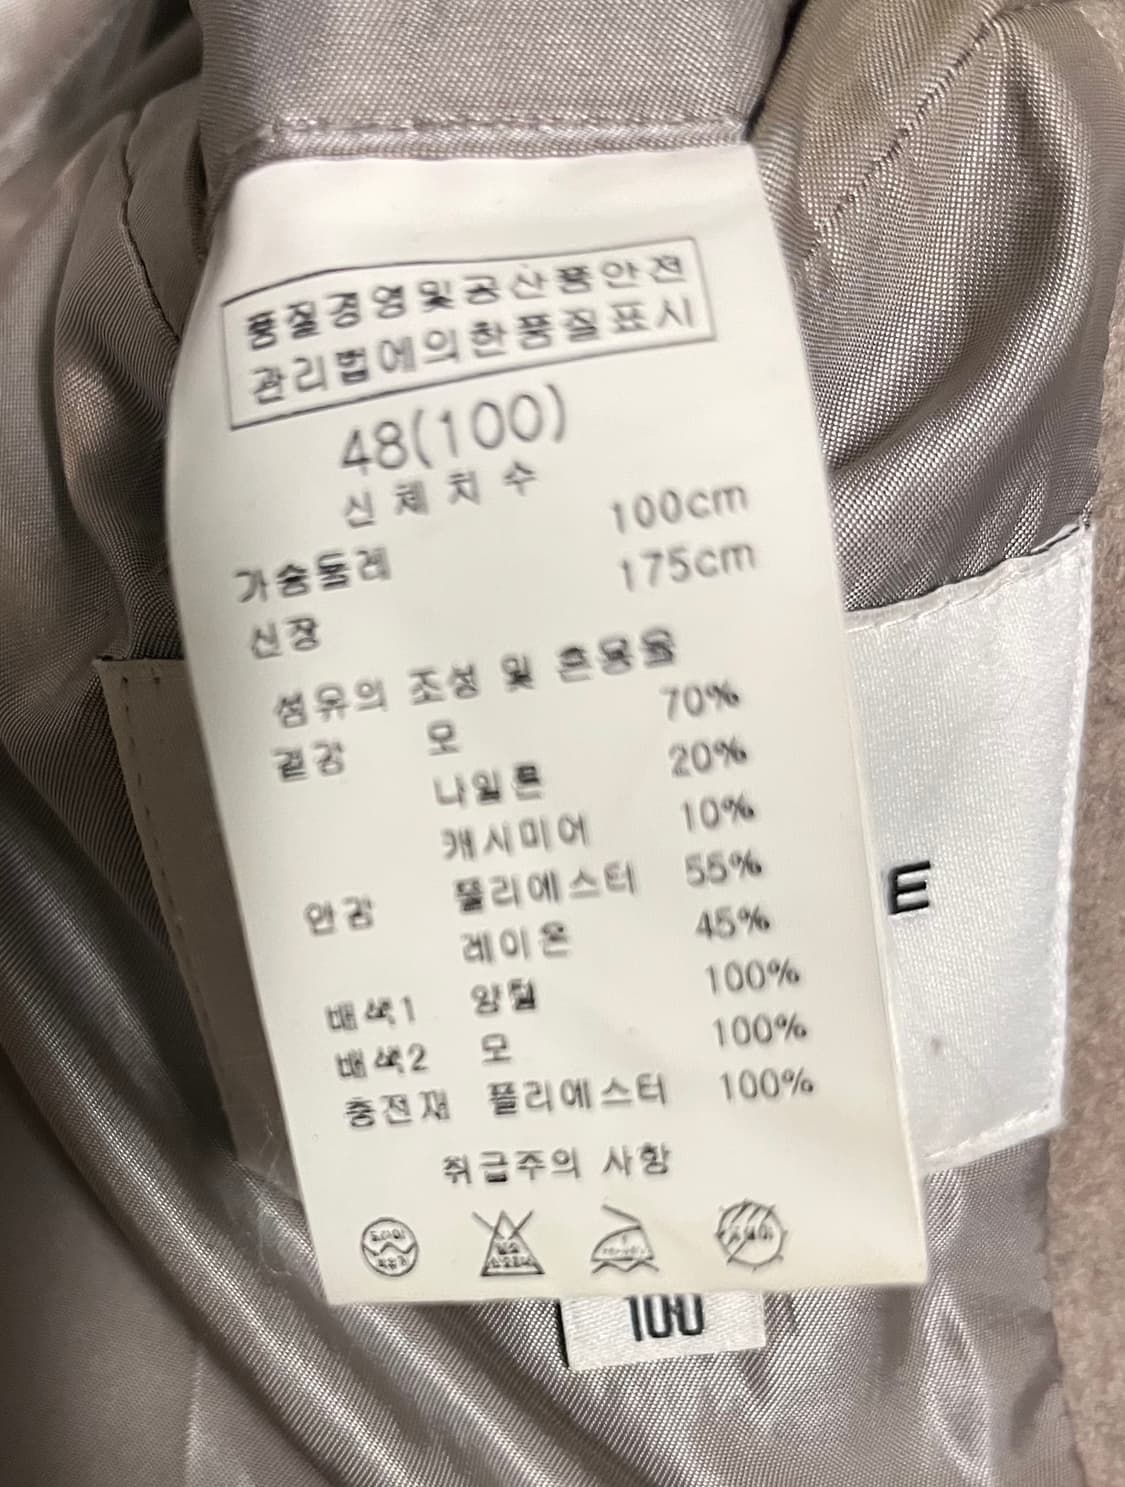 품질경영및공산품안전
관리법에의한품질표시
48(100)
신체치수
가슴둘레 100cm
신장 175cm
섬유의 조성 및 혼용율
겉감 모 70%
나일론 20%
캐시미어 10%
안감 폴리에스터 55%
레이온 45%
배색1 양털 100%
배색2 모 100%
충전재 폴리에스터 100%
취급주의 사항
드라이
E
100